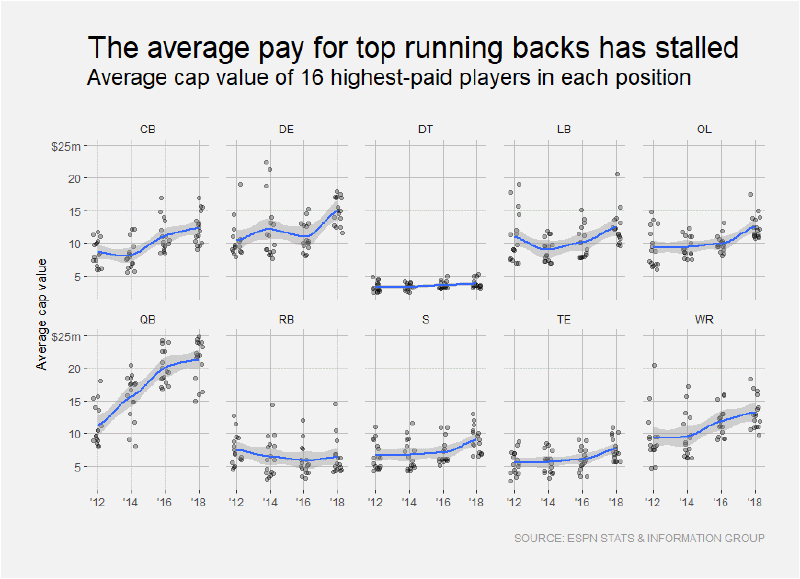 The average pay for top running backs has stalled
Average cap value of 16 highest-paid players in each position
CB DE DT LB OL
$25m
20
15
10
5
QB RB S TE WR
$25m
20
15
10
5
Average cap value
'12 '14 '16 '18 '12 '14 '16 '18 '12 '14 '16 '18 '12 '14 '16 '18 '12 '14 '16 '18
SOURCE: ESPN STATS & INFORMATION GROUP